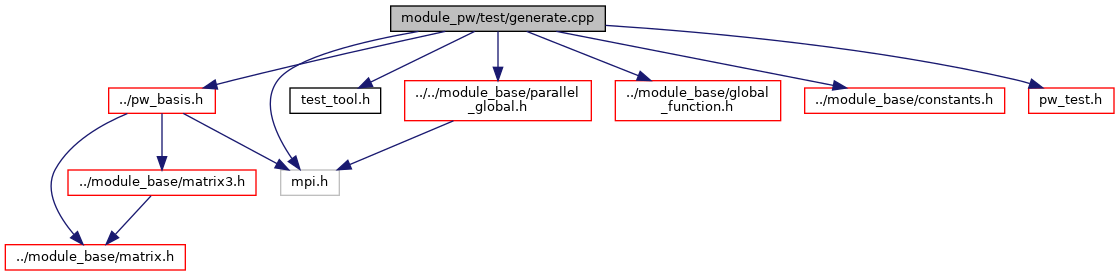 module_pw/test/generate.cpp
../pw_basis.h
test_tool.h
../../module_base/parallel
_global.h
../module_base/global
_function.h
../module_base/constants.h
pw_test.h
../module_base/matrix3.h
mpi.h
../module_base/matrix.h